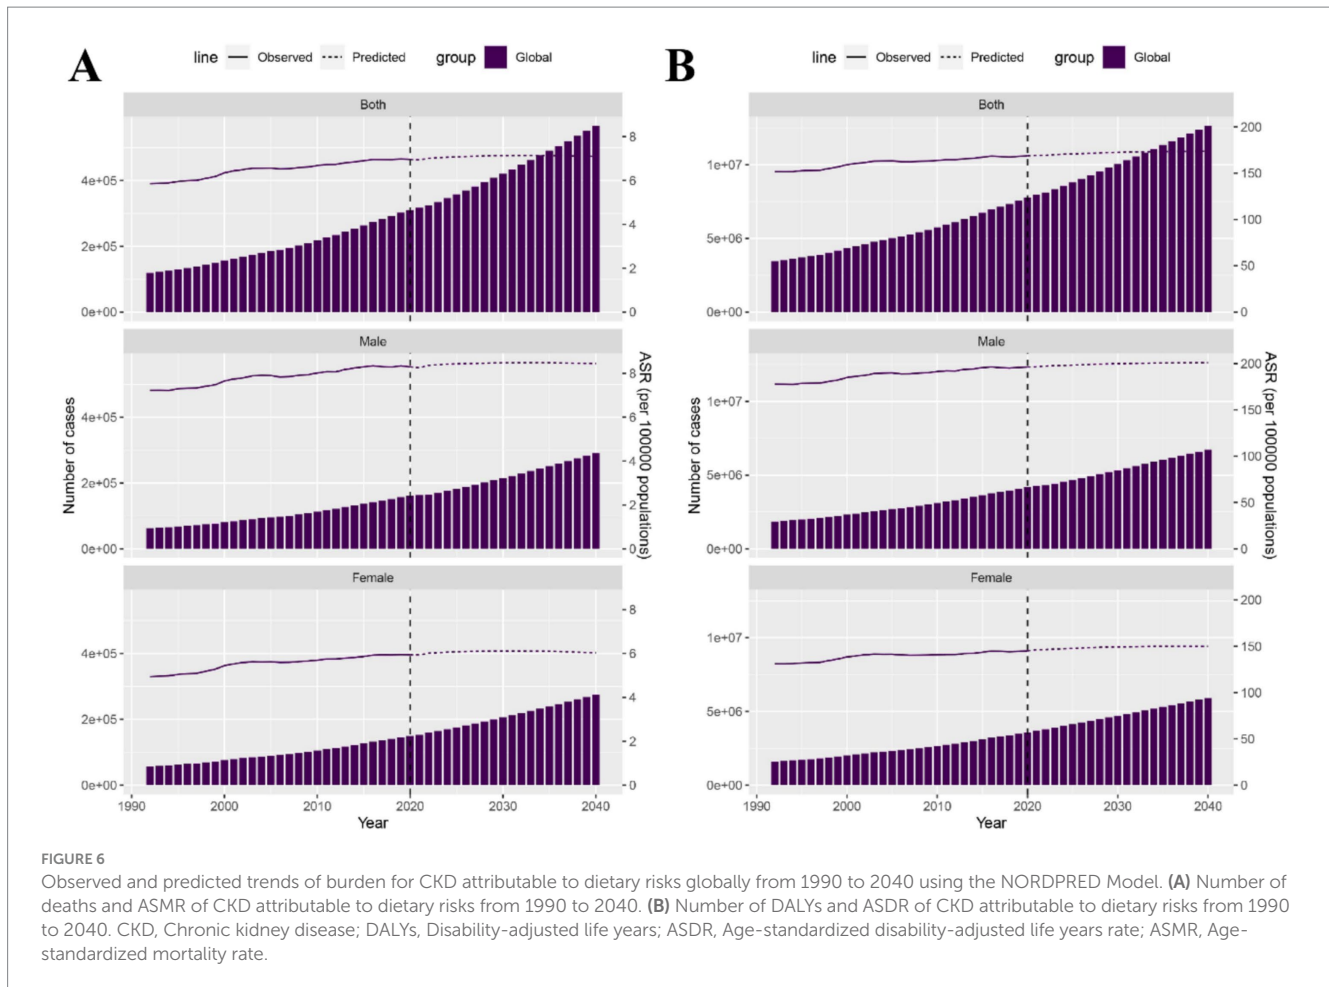 A
line Observed Predicted group Global
Both
4e+05
2e+05
0e+00
8
6
4
2
0
Male
4e+05
2e+05
0e+00
8
6
4
2
0
Female
4e+05
2e+05
0e+00
8
6
4
2
0
Number of cases
ASR (per 100000 populations)
1990 2000 2010 2020 2030 2040
Year
B
line Observed Predicted group Global
Both
1e+07
5e+06
0e+00
200
150
100
50
0
Male
1e+07
5e+06
0e+00
200
150
100
50
0
Female
1e+07
5e+06
0e+00
200
150
100
50
0
Number of cases
ASR (per 100000 populations)
1990 2000 2010 2020 2030 2040
Year
FIGURE 6
Observed and predicted trends of burden for CKD attributable to dietary risks globally from 1990 to 2040 using the NORDPRED Model. (A) Number of
deaths and ASMR of CKD attributable to dietary risks from 1990 to 2040. (B) Number of DALYs and ASDR of CKD attributable to dietary risks from 1990
to 2040. CKD, Chronic kidney disease; DALYs, Disability-adjusted life years; ASDR, Age-standardized disability-adjusted life years rate; ASMR, Age-
standardized mortality rate.